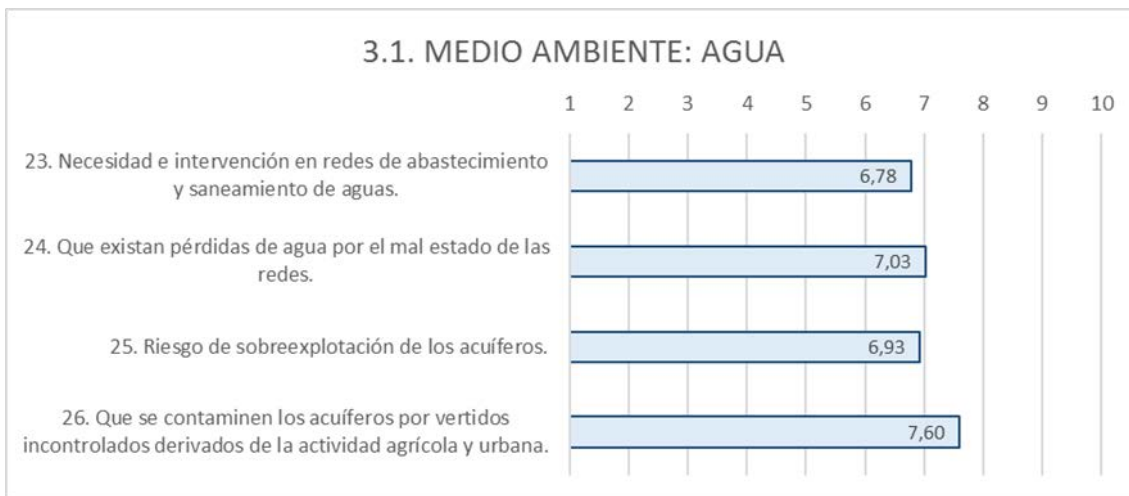 3.1. MEDIO AMBIENTE: AGUA
1 2 3 4 5 6 7 8 9 10
23. Necesidad e intervención en redes de abastecimiento
y saneamiento de aguas.
6,78
24. Que existan pérdidas de agua por el mal estado de las
redes.
7,03
25. Riesgo de sobreexplotación de los acuíferos.
6,93
26. Que se contaminen los acuíferos por vertidos
incontrolados derivados de la actividad agrícola y urbana.
7,60